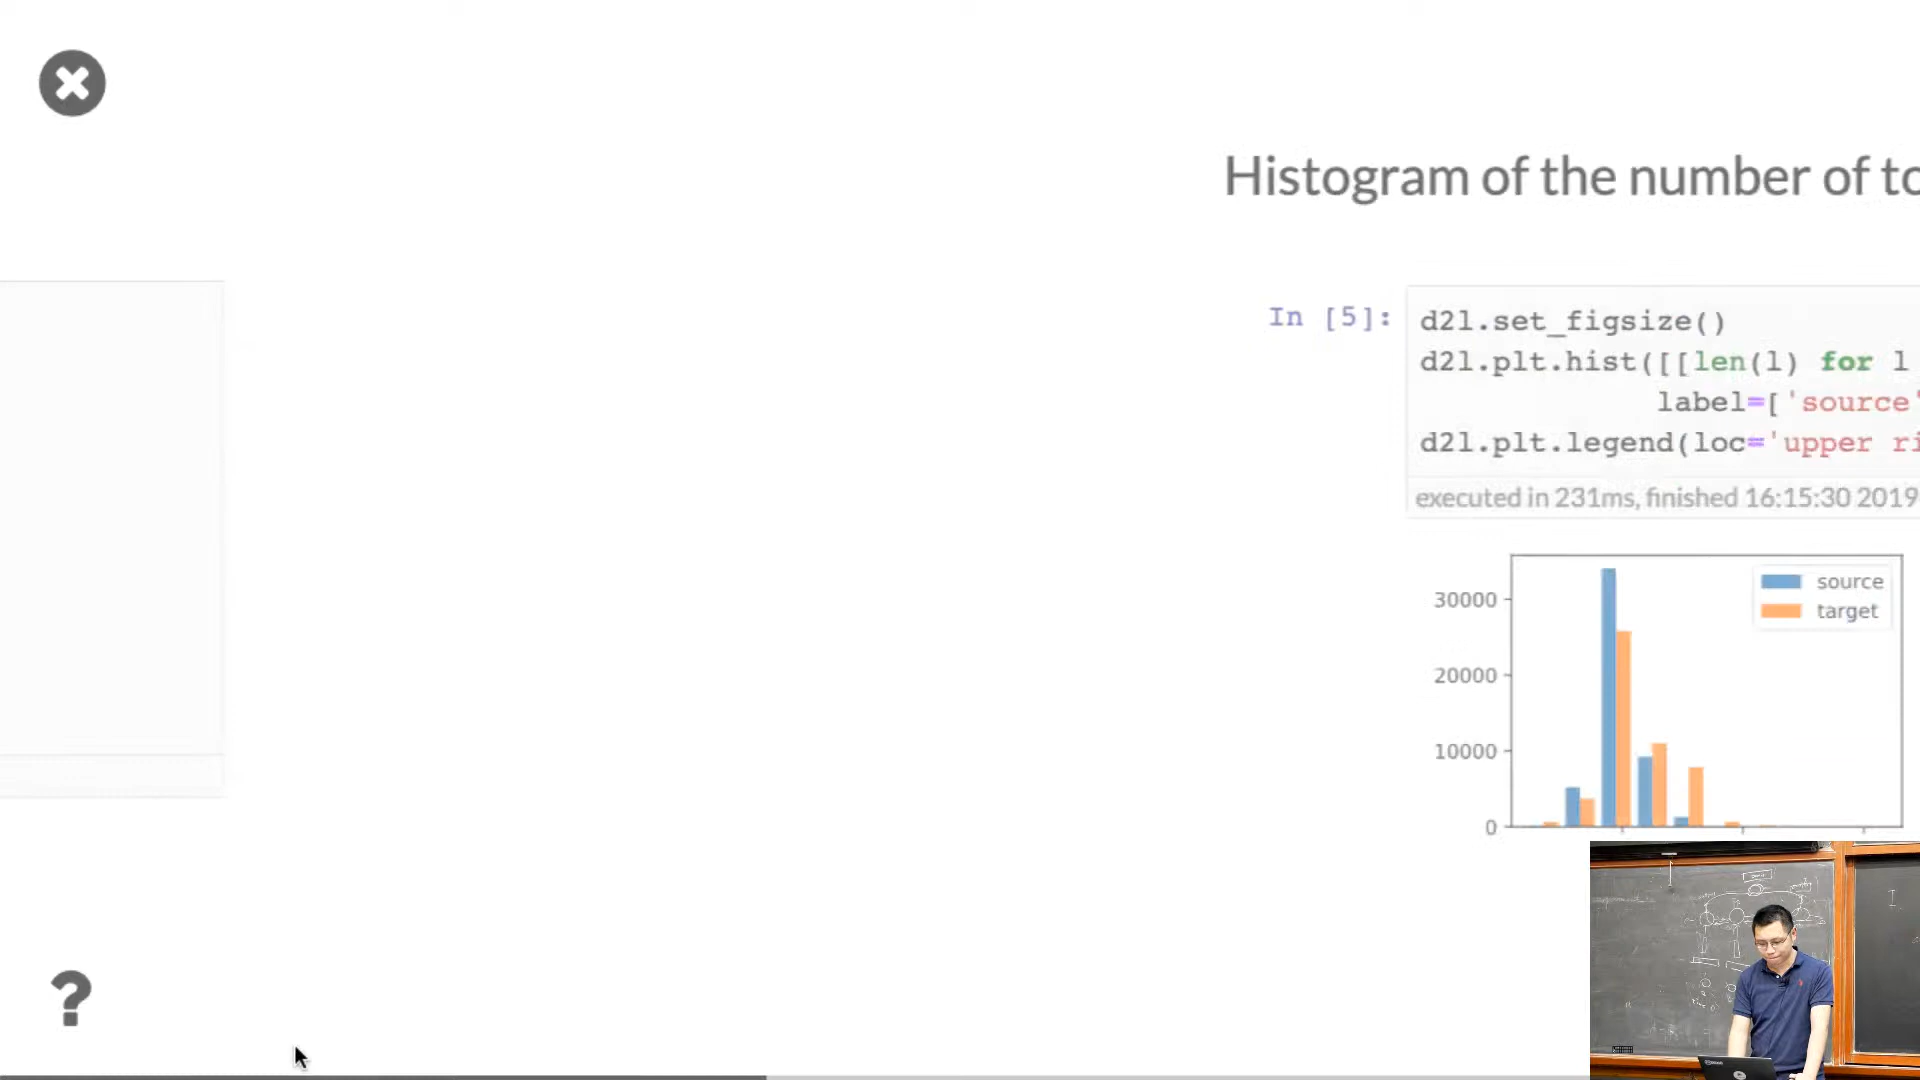 Histogram of the number of to
In [5]:
d2l.set_figsize()
d2l.plt.hist([[len(l) for l
label=['source'
d2l.plt.legend(loc='upper ri
executed in 231ms, finished 16:15:30 2019
source
target
30000
20000
10000
0